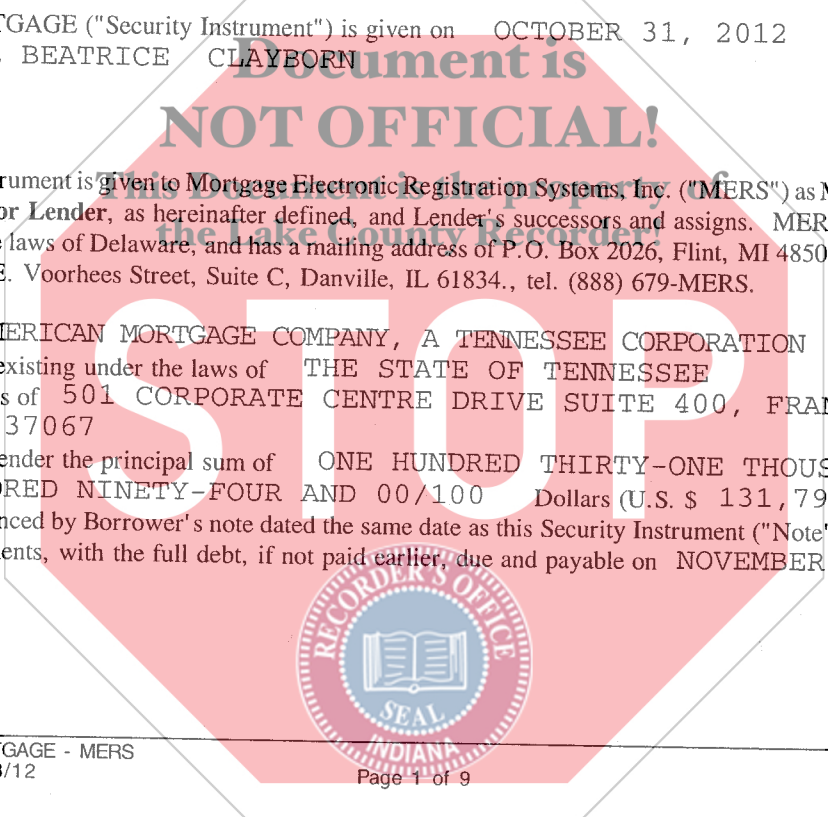 TGAGE ("Security Instrument") is given on OCTOBER 31, 2012
BEATRICE CLAYBORN
Document is
NOT OFFICIAL!
This Document is the property of
the Lake County Recorder!
rument is given to Mortgage Electronic Registration Systems, Inc. ("MERS") as M
or Lender, as hereinafter defined, and Lender's successors and assigns. MER
laws of Delaware, and has a mailing address of P.O. Box 2026, Flint, MI 4850
E. Voorhees Street, Suite C, Danville, IL 61834., tel. (888) 679-MERS.
STOP
MERICAN MORTGAGE COMPANY, A TENNESSEE CORPORATION
existing under the laws of THE STATE OF TENNESSEE
s of 501 CORPORATE CENTRE DRIVE SUITE 400, FRAN
37067
ender the principal sum of ONE HUNDRED THIRTY-ONE THOUS
RED NINETY-FOUR AND 00/100 Dollars (U.S. $ 131,79
nced by Borrower's note dated the same date as this Security Instrument ("Note"
ents, with the full debt, if not paid earlier, due and payable on NOVEMBER
RECORDER'S OFFICE
SEAL
INDIANA
TGAGE - MERS
/12
Page 1 of 9